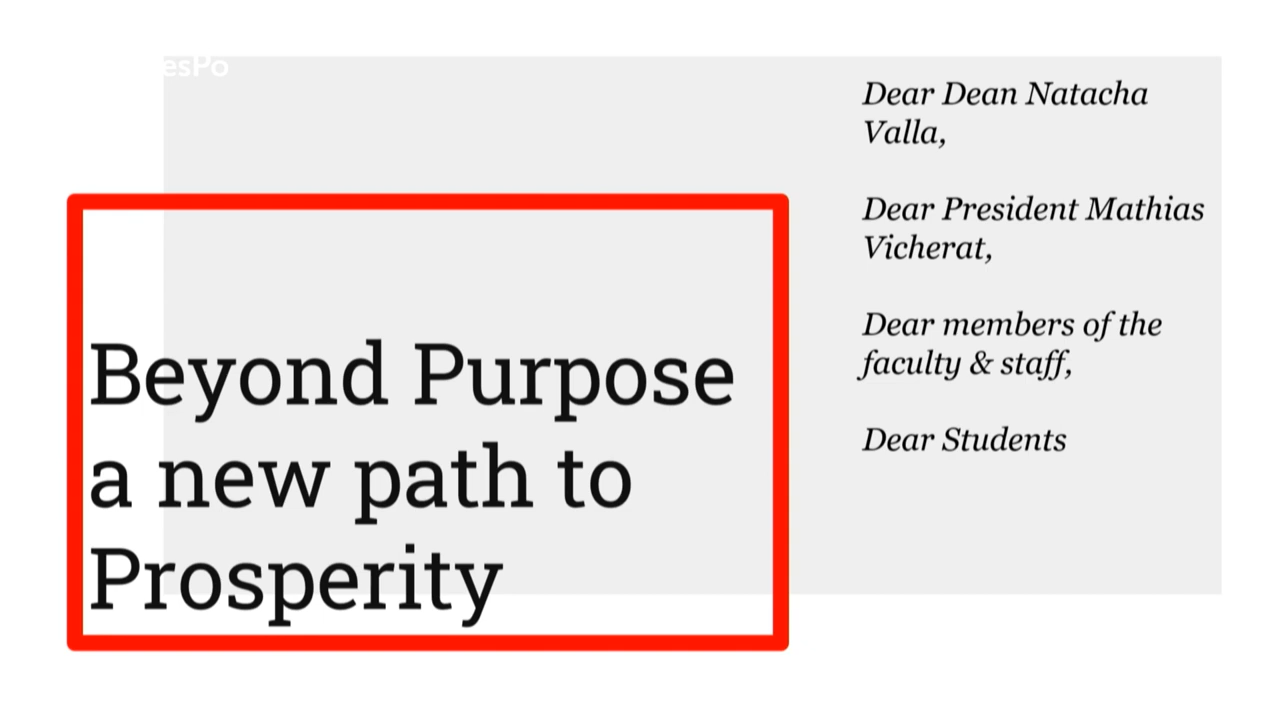 esPo
Beyond Purpose
a new path to
Prosperity
Dear Dean Natacha
Valla,
Dear President Mathias
Vicherat,
Dear members of the
faculty & staff,
Dear Students